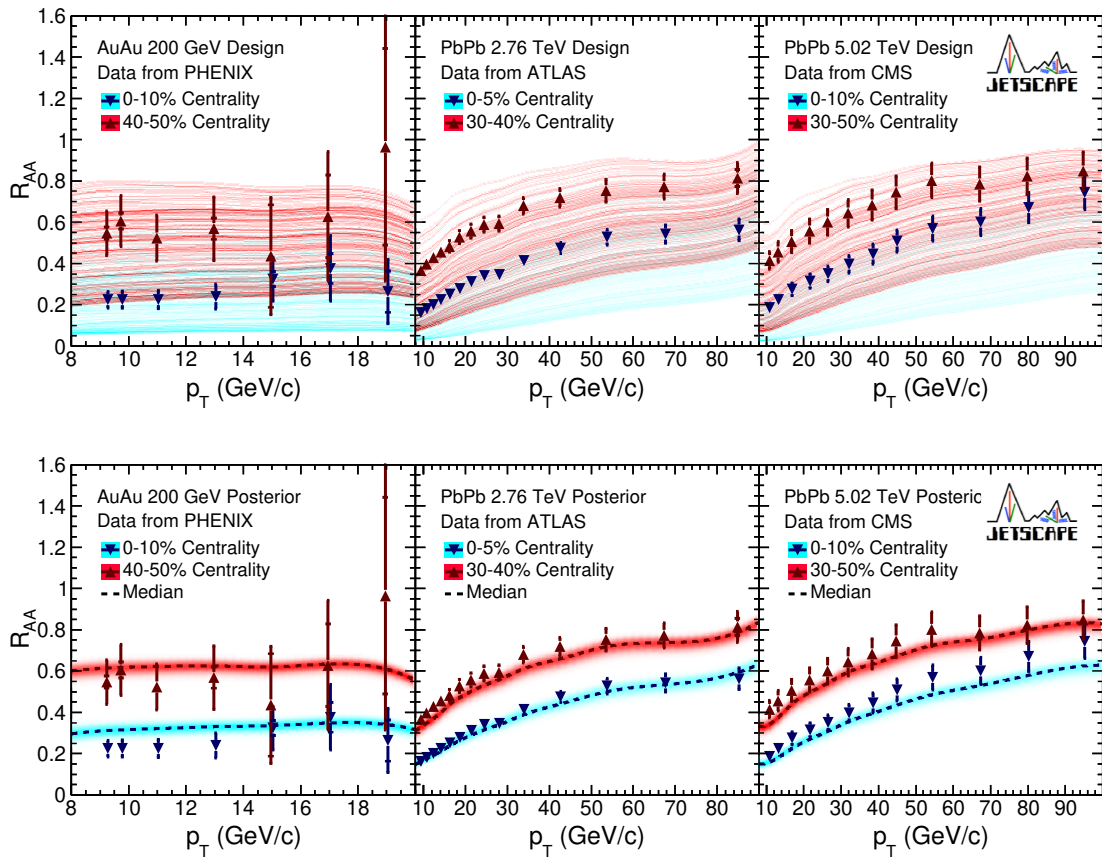 AuAu 200 GeV Design
Data from PHENIX
0-10% Centrality
40-50% Centrality
PbPb 2.76 TeV Design
Data from ATLAS
0-5% Centrality
30-40% Centrality
PbPb 5.02 TeV Design
Data from CMS
0-10% Centrality
30-50% Centrality
JETSCAPE
R_AA
1.6
1.4
1.2
1
0.8
0.6
0.4
0.2
0
8 10 12 14 16 18
10 20 30 40 50 60 70 80
10 20 30 40 50 60 70 80 90
p_T (GeV/c)
p_T (GeV/c)
p_T (GeV/c)
AuAu 200 GeV Posterior
Data from PHENIX
0-10% Centrality
40-50% Centrality
Median
PbPb 2.76 TeV Posterior
Data from ATLAS
0-5% Centrality
30-40% Centrality
Median
PbPb 5.02 TeV Posteric
Data from CMS
0-10% Centrality
30-50% Centrality
Median
JETSCAPE
R_AA
1.6
1.4
1.2
1
0.8
0.6
0.4
0.2
0
8 10 12 14 16 18
10 20 30 40 50 60 70 80
10 20 30 40 50 60 70 80 90
p_T (GeV/c)
p_T (GeV/c)
p_T (GeV/c)